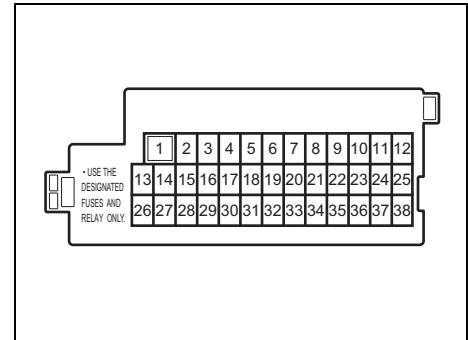 1 2 3 4 5 6 7 8 9 10 11 12
• USE THE
DESIGNATED
FUSES AND
RELAY ONLY.
13 14 15 16 17 18 19 20 21 22 23 24 25
26 27 28 29 30 31 32 33 34 35 36 37 38